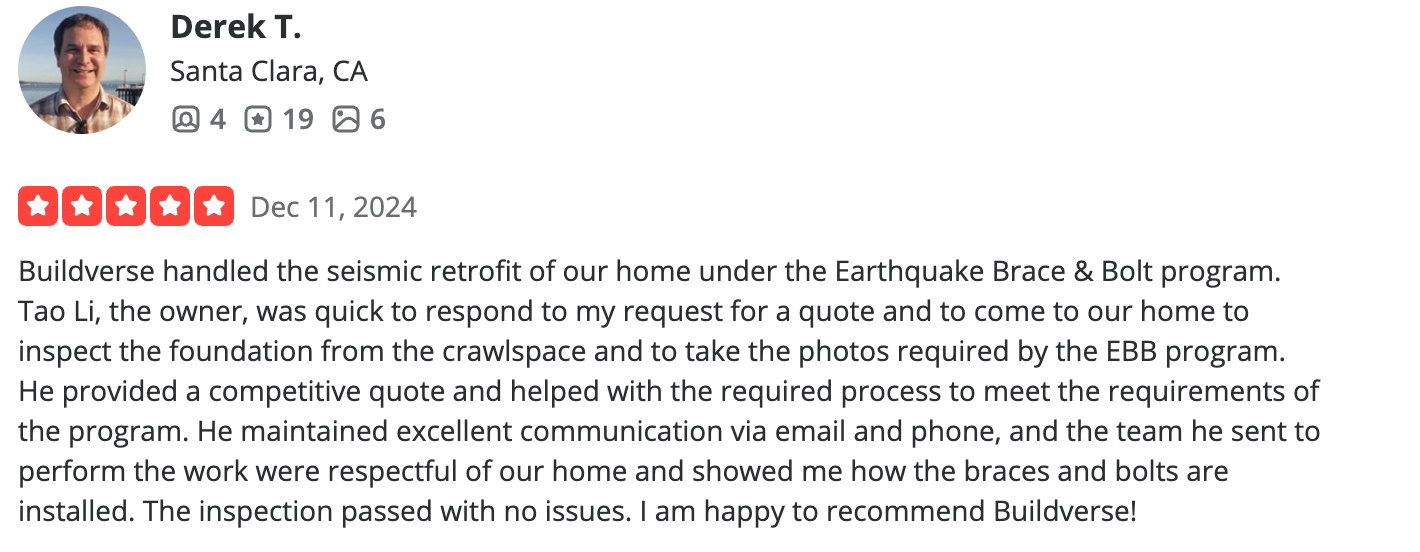 Derek T.
Santa Clara, CA
4 19 6
Dec 11, 2024
Buildverse handled the seismic retrofit of our home under the Earthquake Brace & Bolt program.
Tao Li, the owner, was quick to respond to my request for a quote and to come to our home to
inspect the foundation from the crawlspace and to take the photos required by the EBB program.
He provided a competitive quote and helped with the required process to meet the requirements of
the program. He maintained excellent communication via email and phone, and the team he sent to
perform the work were respectful of our home and showed me how the braces and bolts are
installed. The inspection passed with no issues. I am happy to recommend Buildverse!